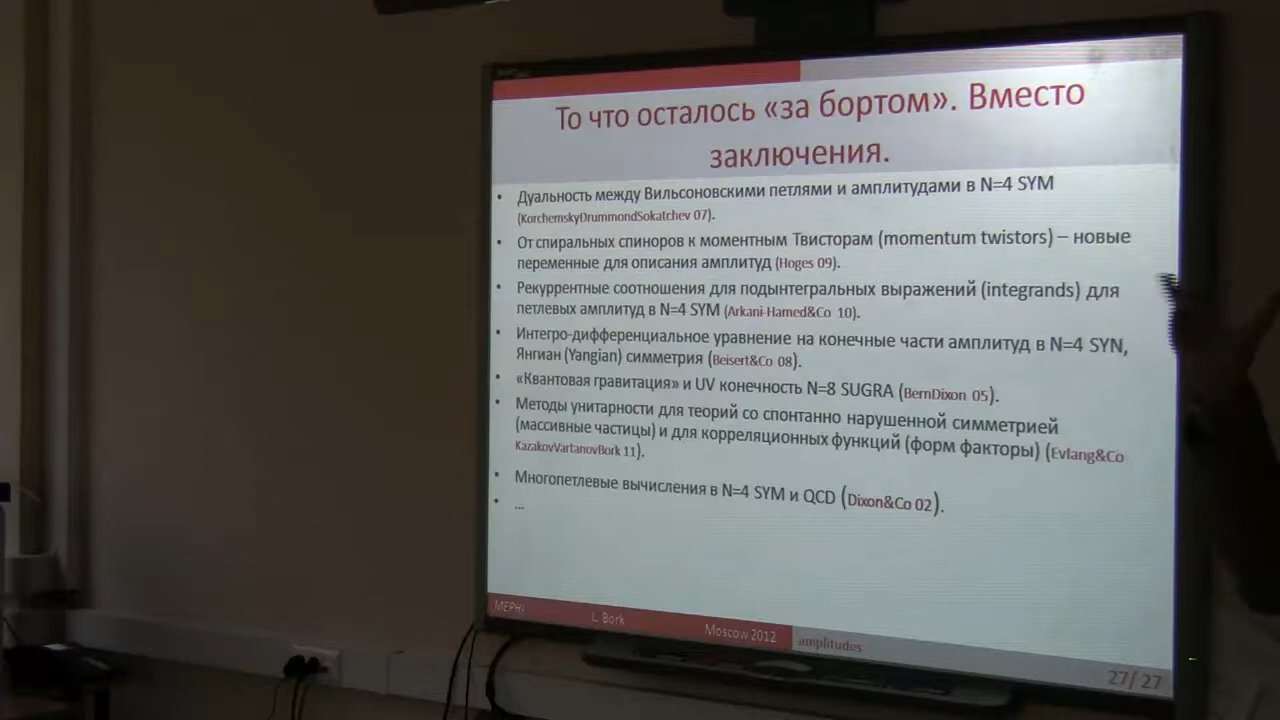 То что осталось «за бортом». Вместо
заключения.
• Дуальность между Вильсоновскими петлями и амплитудами в N=4 SYM
(KorchemskyDrummondSokatchev 07).
• От спиральных спиноров к моментным Твисторам (momentum twistors) – новые
переменные для описания амплитуд (Hoges 09).
• Рекуррентные соотношения для подынтегральных выражений (integrands) для
петлевых амплитуд в N=4 SYM (Arkani-Hamed&Co 10).
• Интегро-дифференциальное уравнение на конечные части амплитуд в N=4 SYN,
Янгиан (Yangian) симметрия (Beisert&Co 08).
• «Квантовая гравитация» и UV конечность N=8 SUGRA (BernDixon 05).
• Методы унитарности для теорий со спонтанно нарушенной симметрией
(массивные частицы) и для корреляционных функций (форм факторы) (Evlang&Co
KazakovVartanovBork 11).
• Многопетлевые вычисления в N=4 SYM и QCD (Dixon&Co 02).
• ...
MEPHI L. Bork Moscow 2012 amplitudes
27/ 27